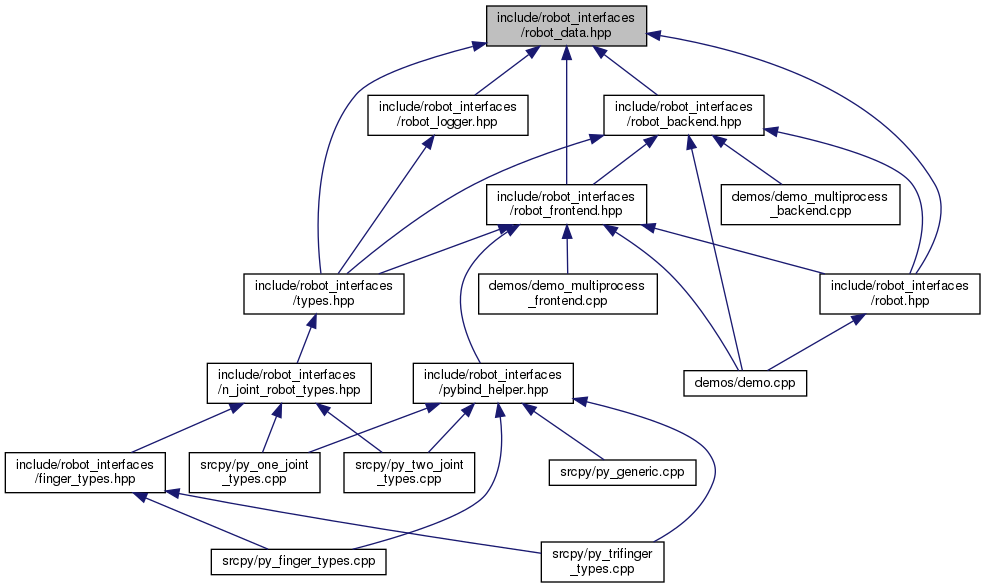 include/robot_interfaces
/robot_data.hpp
include/robot_interfaces
/robot_logger.hpp
include/robot_interfaces
/robot_backend.hpp
include/robot_interfaces
/robot_frontend.hpp
demos/demo_multiprocess
_backend.cpp
include/robot_interfaces
/types.hpp
demos/demo_multiprocess
_frontend.cpp
include/robot_interfaces
/robot.hpp
include/robot_interfaces
/n_joint_robot_types.hpp
include/robot_interfaces
/pybind_helper.hpp
demos/demo.cpp
include/robot_interfaces
/finger_types.hpp
srcpy/py_one_joint
_types.cpp
srcpy/py_two_joint
_types.cpp
srcpy/py_generic.cpp
srcpy/py_finger_types.cpp
srcpy/py_trifinger
_types.cpp